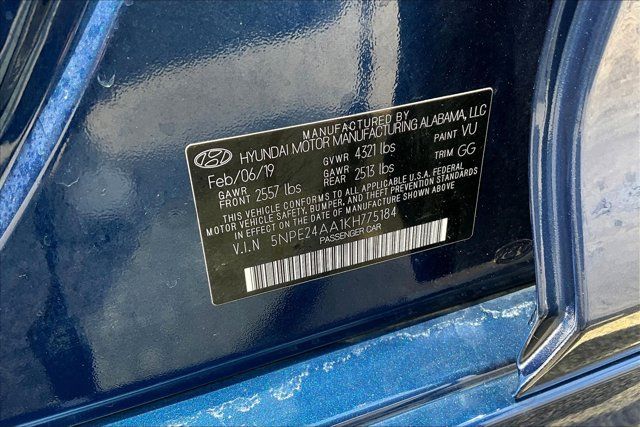 MANUFACTURED BY
HYUNDAI MOTOR MANUFACTURING ALABAMA, LLC
Feb/06/19 GVWR 4321 lbs PAINT VU
GAWR FRONT 2557 lbs GAWR REAR 2513 lbs TRIM GG
THIS VEHICLE CONFORMS TO ALL APPLICABLE U.S.A. FEDERAL
MOTOR VEHICLE SAFETY, BUMPER, AND THEFT PREVENTION STANDARDS
IN EFFECT ON THE DATE OF MANUFACTURE SHOWN ABOVE.
V.I.N 5NPE24AA1KH775184
PASSENGER CAR